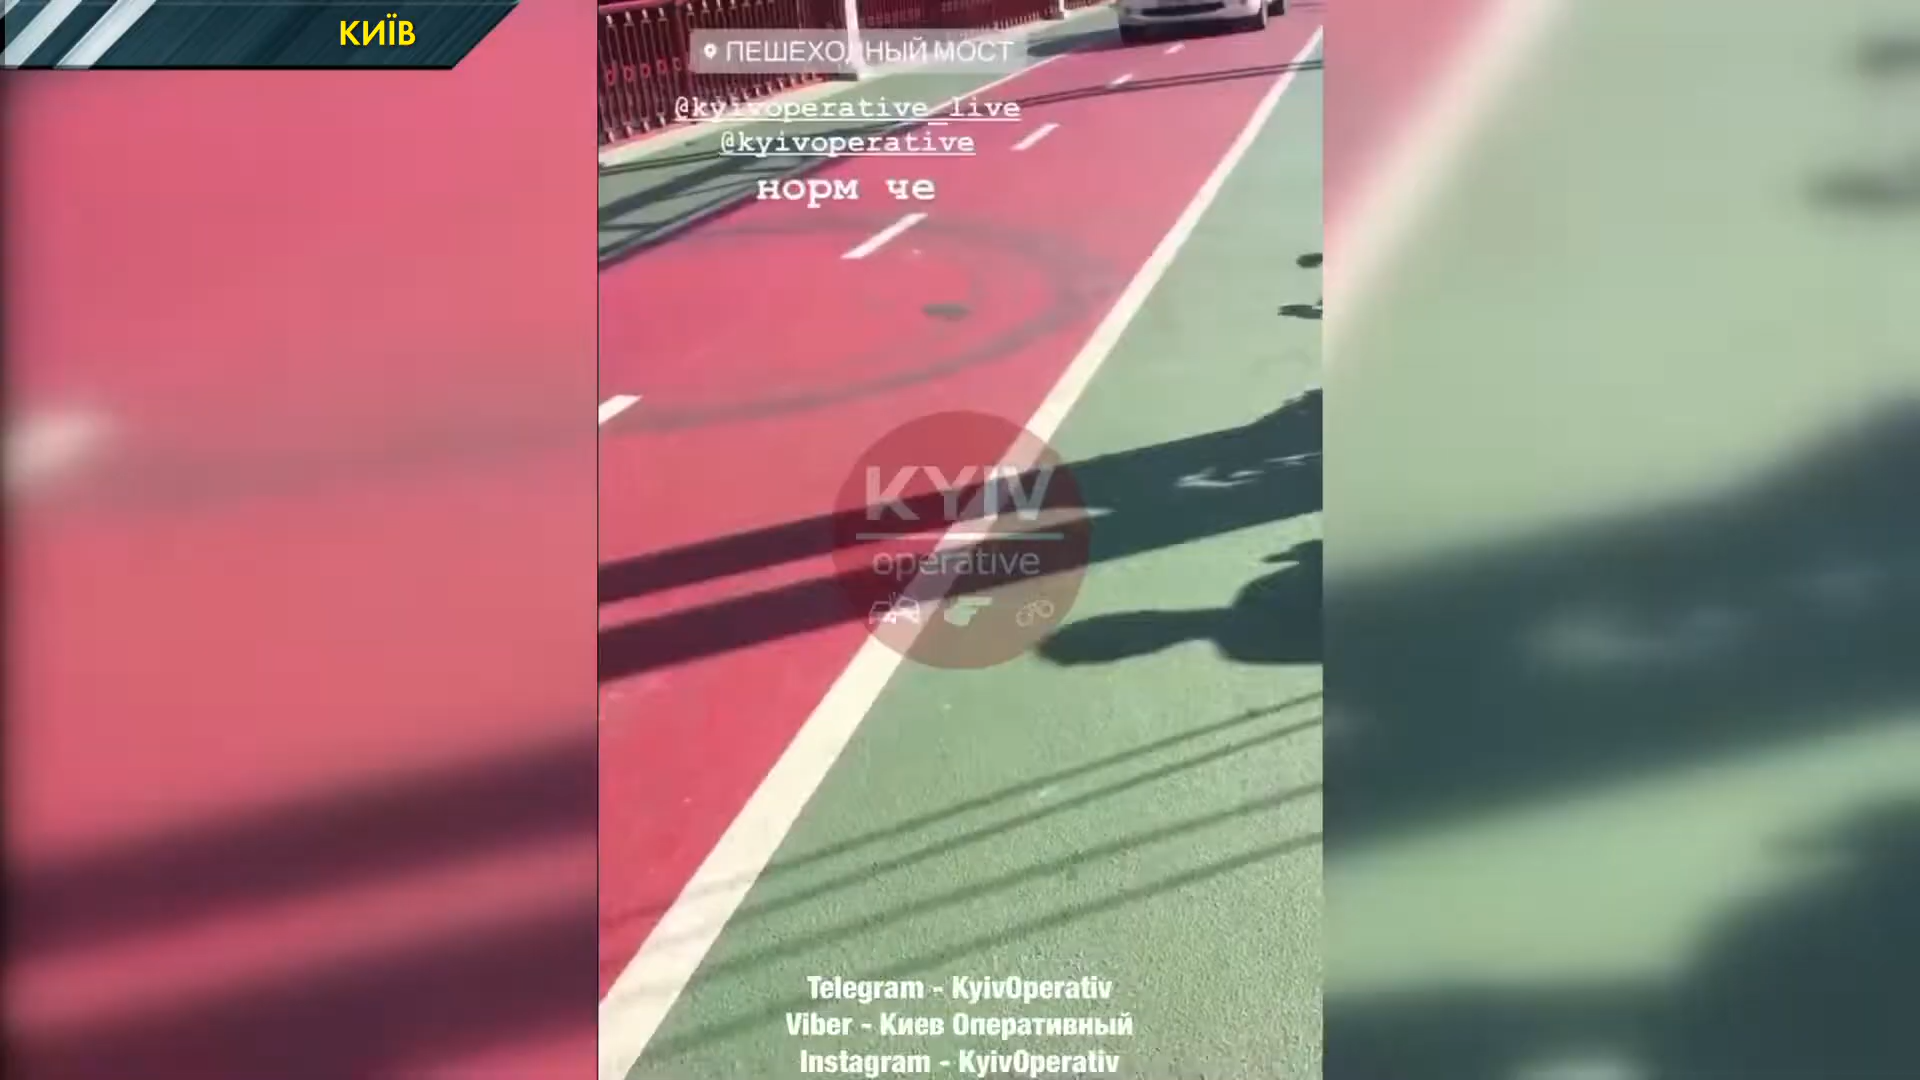 КИЇВ
ПЕШЕХОДНЫЙ МОСТ
@kyivoperative_live
@kyivoperative
норм че
KYIV
operative
Telegram - KyivOperativ
Viber - Киев Оперативный
Instagram - KyivOperativ